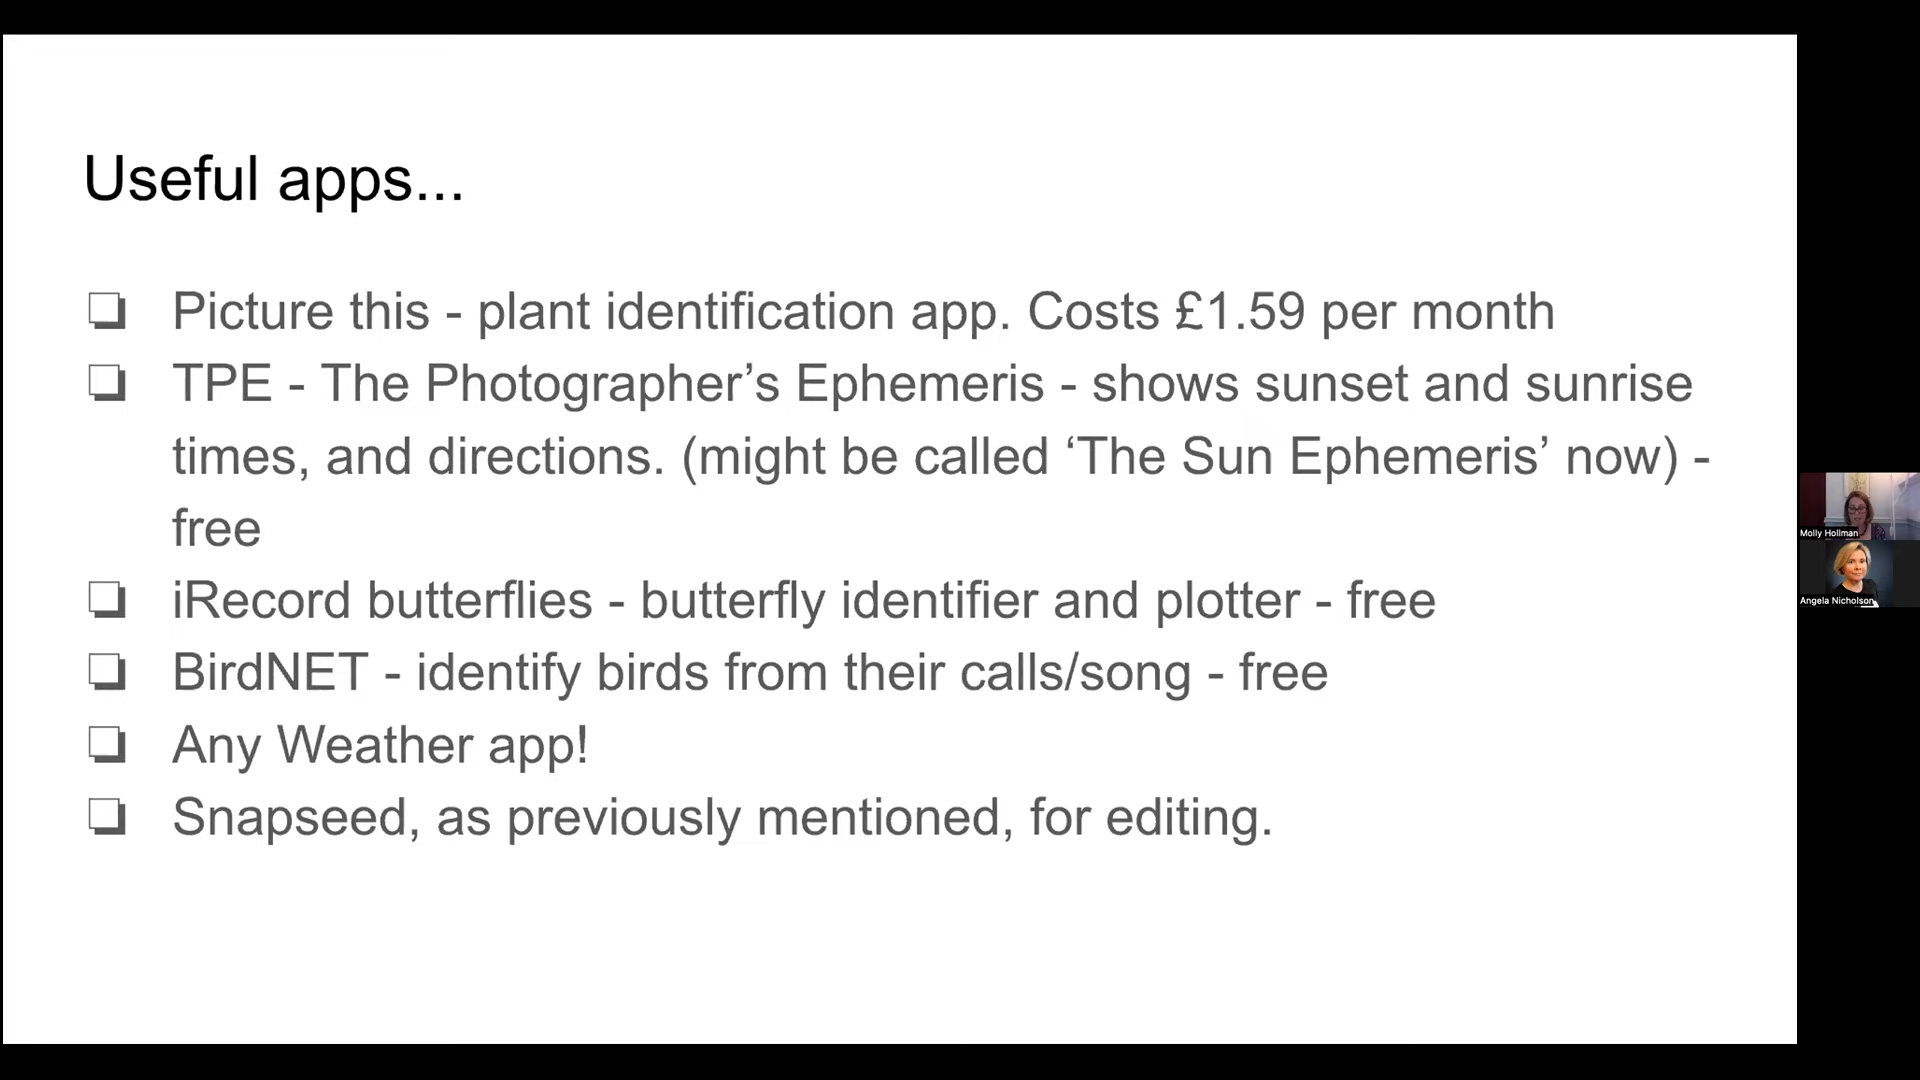 Useful apps...
❏ Picture this - plant identification app. Costs £1.59 per month
❏ TPE - The Photographer’s Ephemeris - shows sunset and sunrise
times, and directions. (might be called ‘The Sun Ephemeris’ now) -
free
❏ iRecord butterflies - butterfly identifier and plotter - free
❏ BirdNET - identify birds from their calls/song - free
❏ Any Weather app!
❏ Snapseed, as previously mentioned, for editing.
Molly Hollman
Angela Nicholson